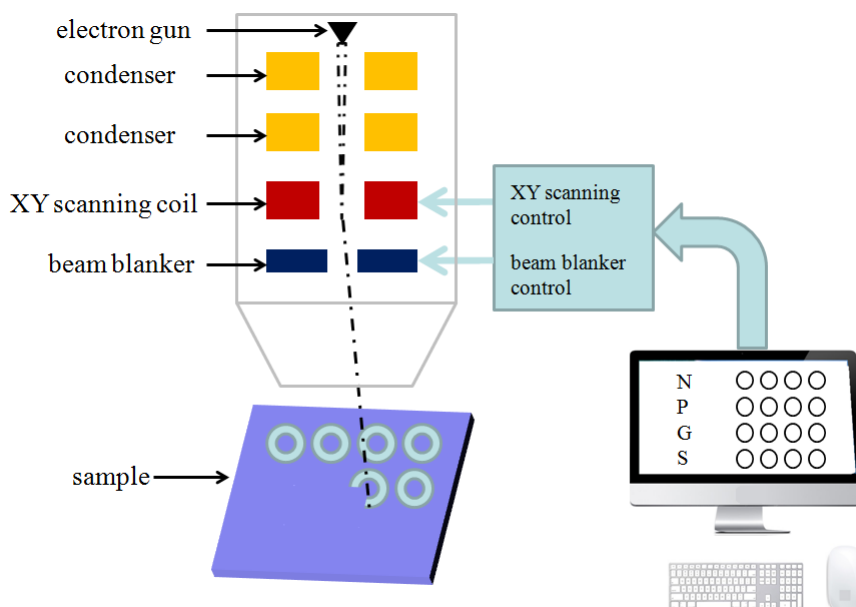 electron gun
condenser
condenser
XY scanning coil
beam blanker
XY scanning
control
beam blanker
control
N
P
G
S
sample